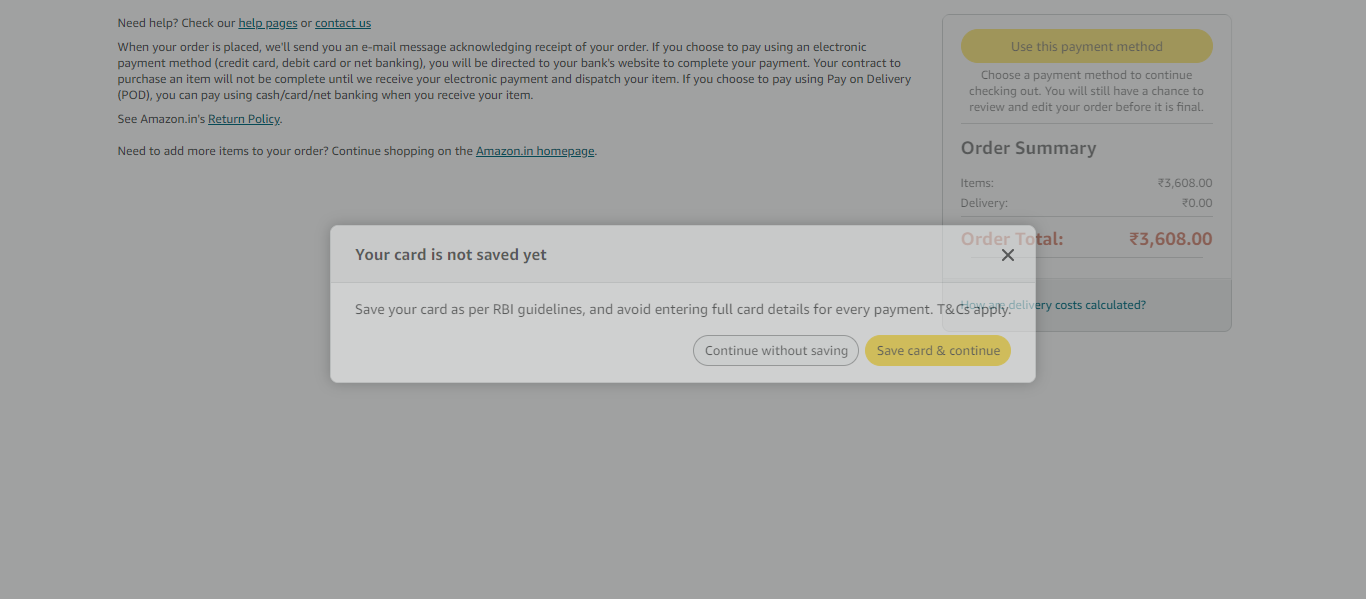 Need help? Check our help pages or contact us
When your order is placed, we'll send you an e-mail message acknowledging receipt of your order. If you choose to pay using an electronic
payment method (credit card, debit card or net banking), you will be directed to your bank's website to complete your payment. Your contract to
purchase an item will not be complete until we receive your electronic payment and dispatch your item. If you choose to pay using Pay on Delivery
(POD), you can pay using cash/card/net banking when you receive your item.
See Amazon.in's Return Policy.
Need to add more items to your order? Continue shopping on the Amazon.in homepage.
Use this payment method
Choose a payment method to continue
checking out. You will still have a chance to
review and edit your order before it is final.
Order Summary
Items: ₹3,608.00
Delivery: ₹0.00
Order Total: ₹3,608.00
How are delivery costs calculated?
Your card is not saved yet
Save your card as per RBI guidelines, and avoid entering full card details for every payment. T&Cs apply.
Continue without saving
Save card & continue